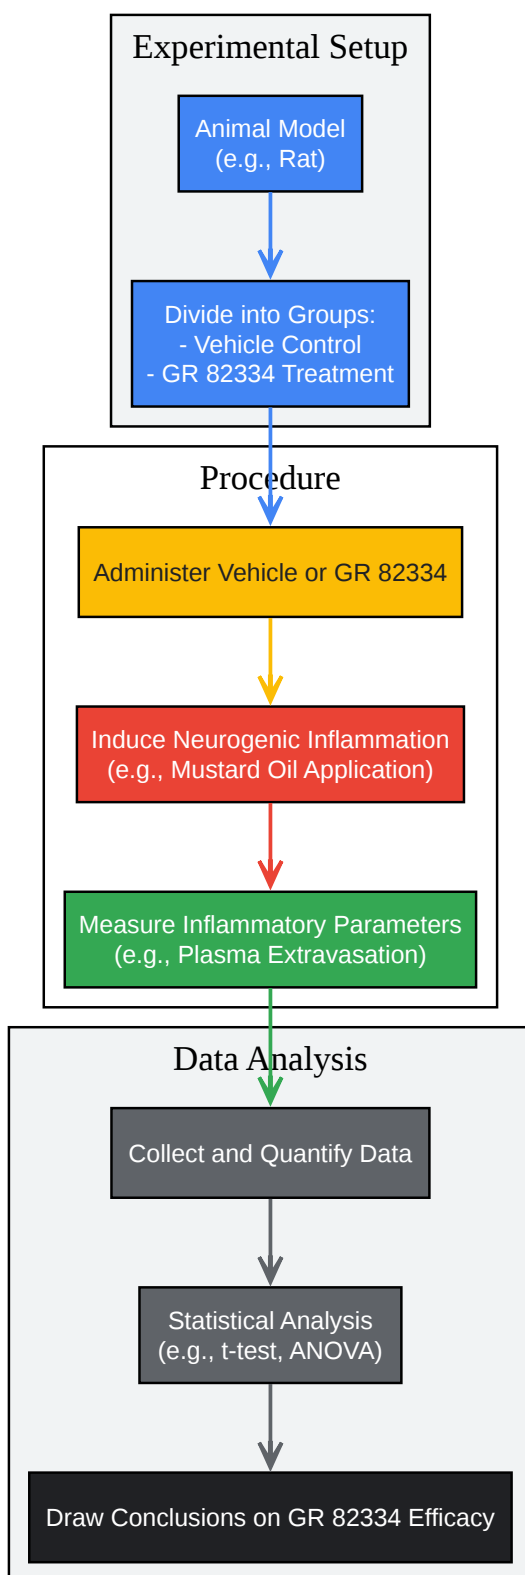 Experimental Setup
Animal Model
(e.g., Rat)
Divide into Groups:
- Vehicle Control
- GR 82334 Treatment
Procedure
Administer Vehicle or GR 82334
Induce Neurogenic Inflammation
(e.g., Mustard Oil Application)
Measure Inflammatory Parameters
(e.g., Plasma Extravasation)
Data Analysis
Collect and Quantify Data
Statistical Analysis
(e.g., t-test, ANOVA)
Draw Conclusions on GR 82334 Efficacy